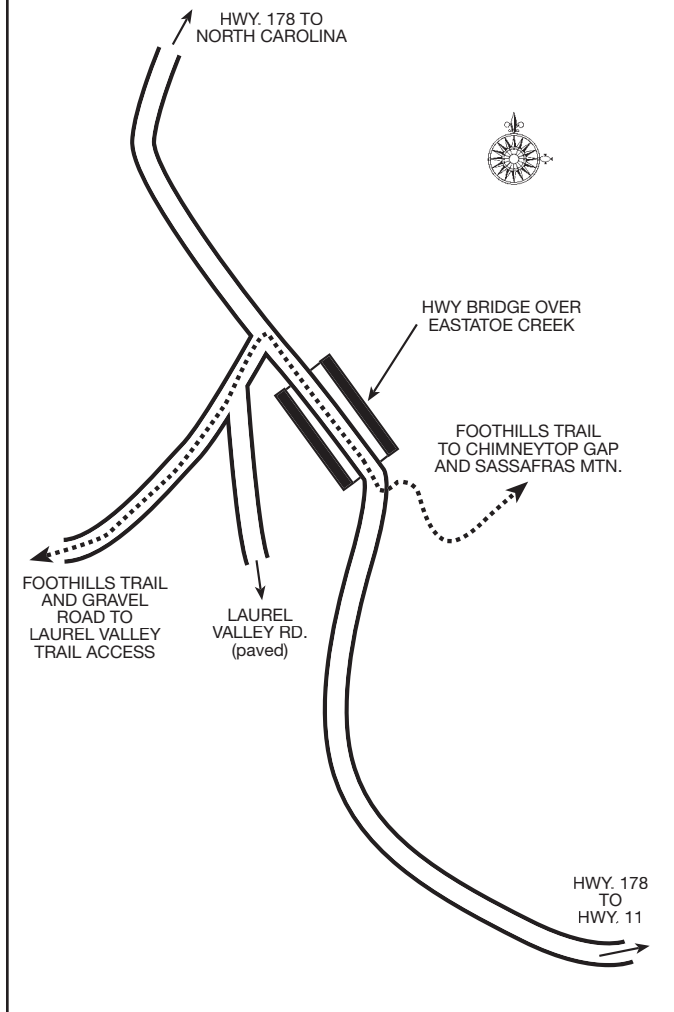 HWY. 178 TO
NORTH CAROLINA
HWY BRIDGE OVER
EASTATOE CREEK
FOOTHILLS TRAIL
TO CHIMNEYTOP GAP
AND SASSAFRAS MTN.
FOOTHILLS TRAIL
AND GRAVEL
ROAD TO
LAUREL VALLEY
TRAIL ACCESS
LAUREL
VALLEY RD.
(paved)
HWY. 178
TO
HWY. 11